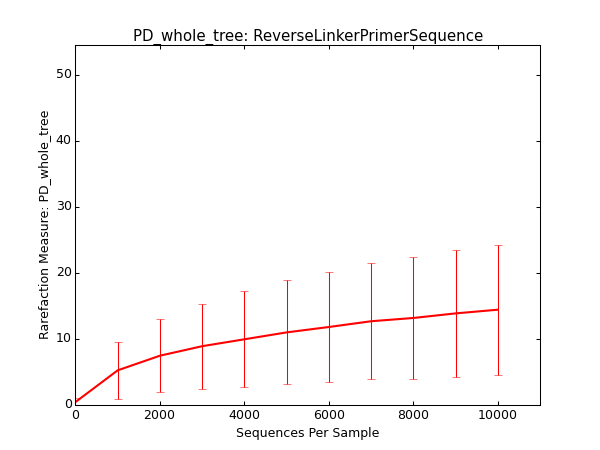 PD_whole_tree: ReverseLinkerPrimerSequence
50
40
30
20
10
0
Rarefaction Measure: PD_whole_tree
0 2000 4000 6000 8000 10000
Sequences Per Sample